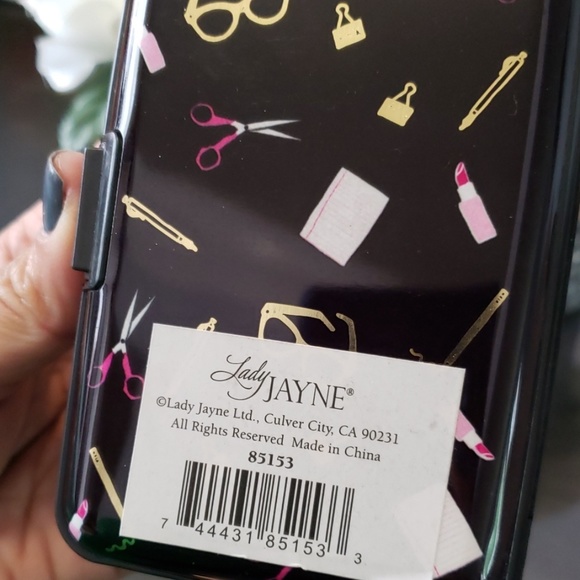 Lady
JAYNE®
©Lady Jayne Ltd., Culver City, CA 90231
All Rights Reserved Made in China
85153
7 44431 85153 3